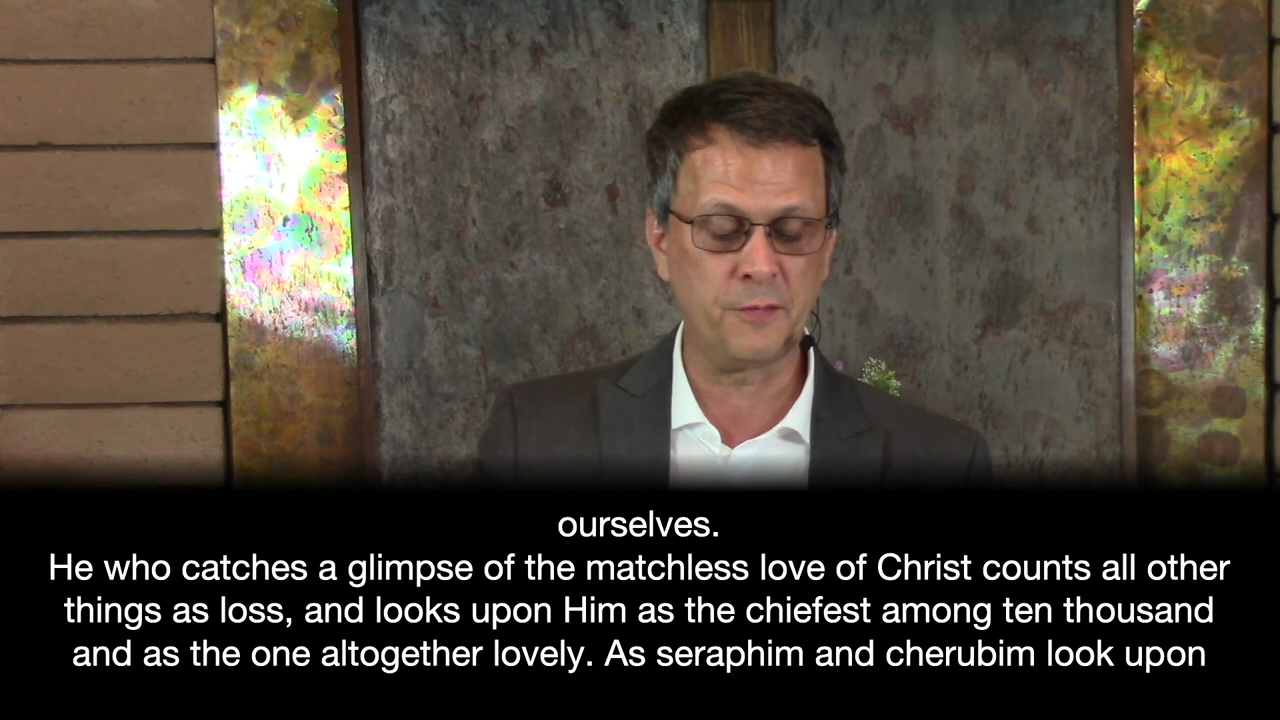 ourselves.
He who catches a glimpse of the matchless love of Christ counts all other
things as loss, and looks upon Him as the chiefest among ten thousand
and as the one altogether lovely. As seraphim and cherubim look upon